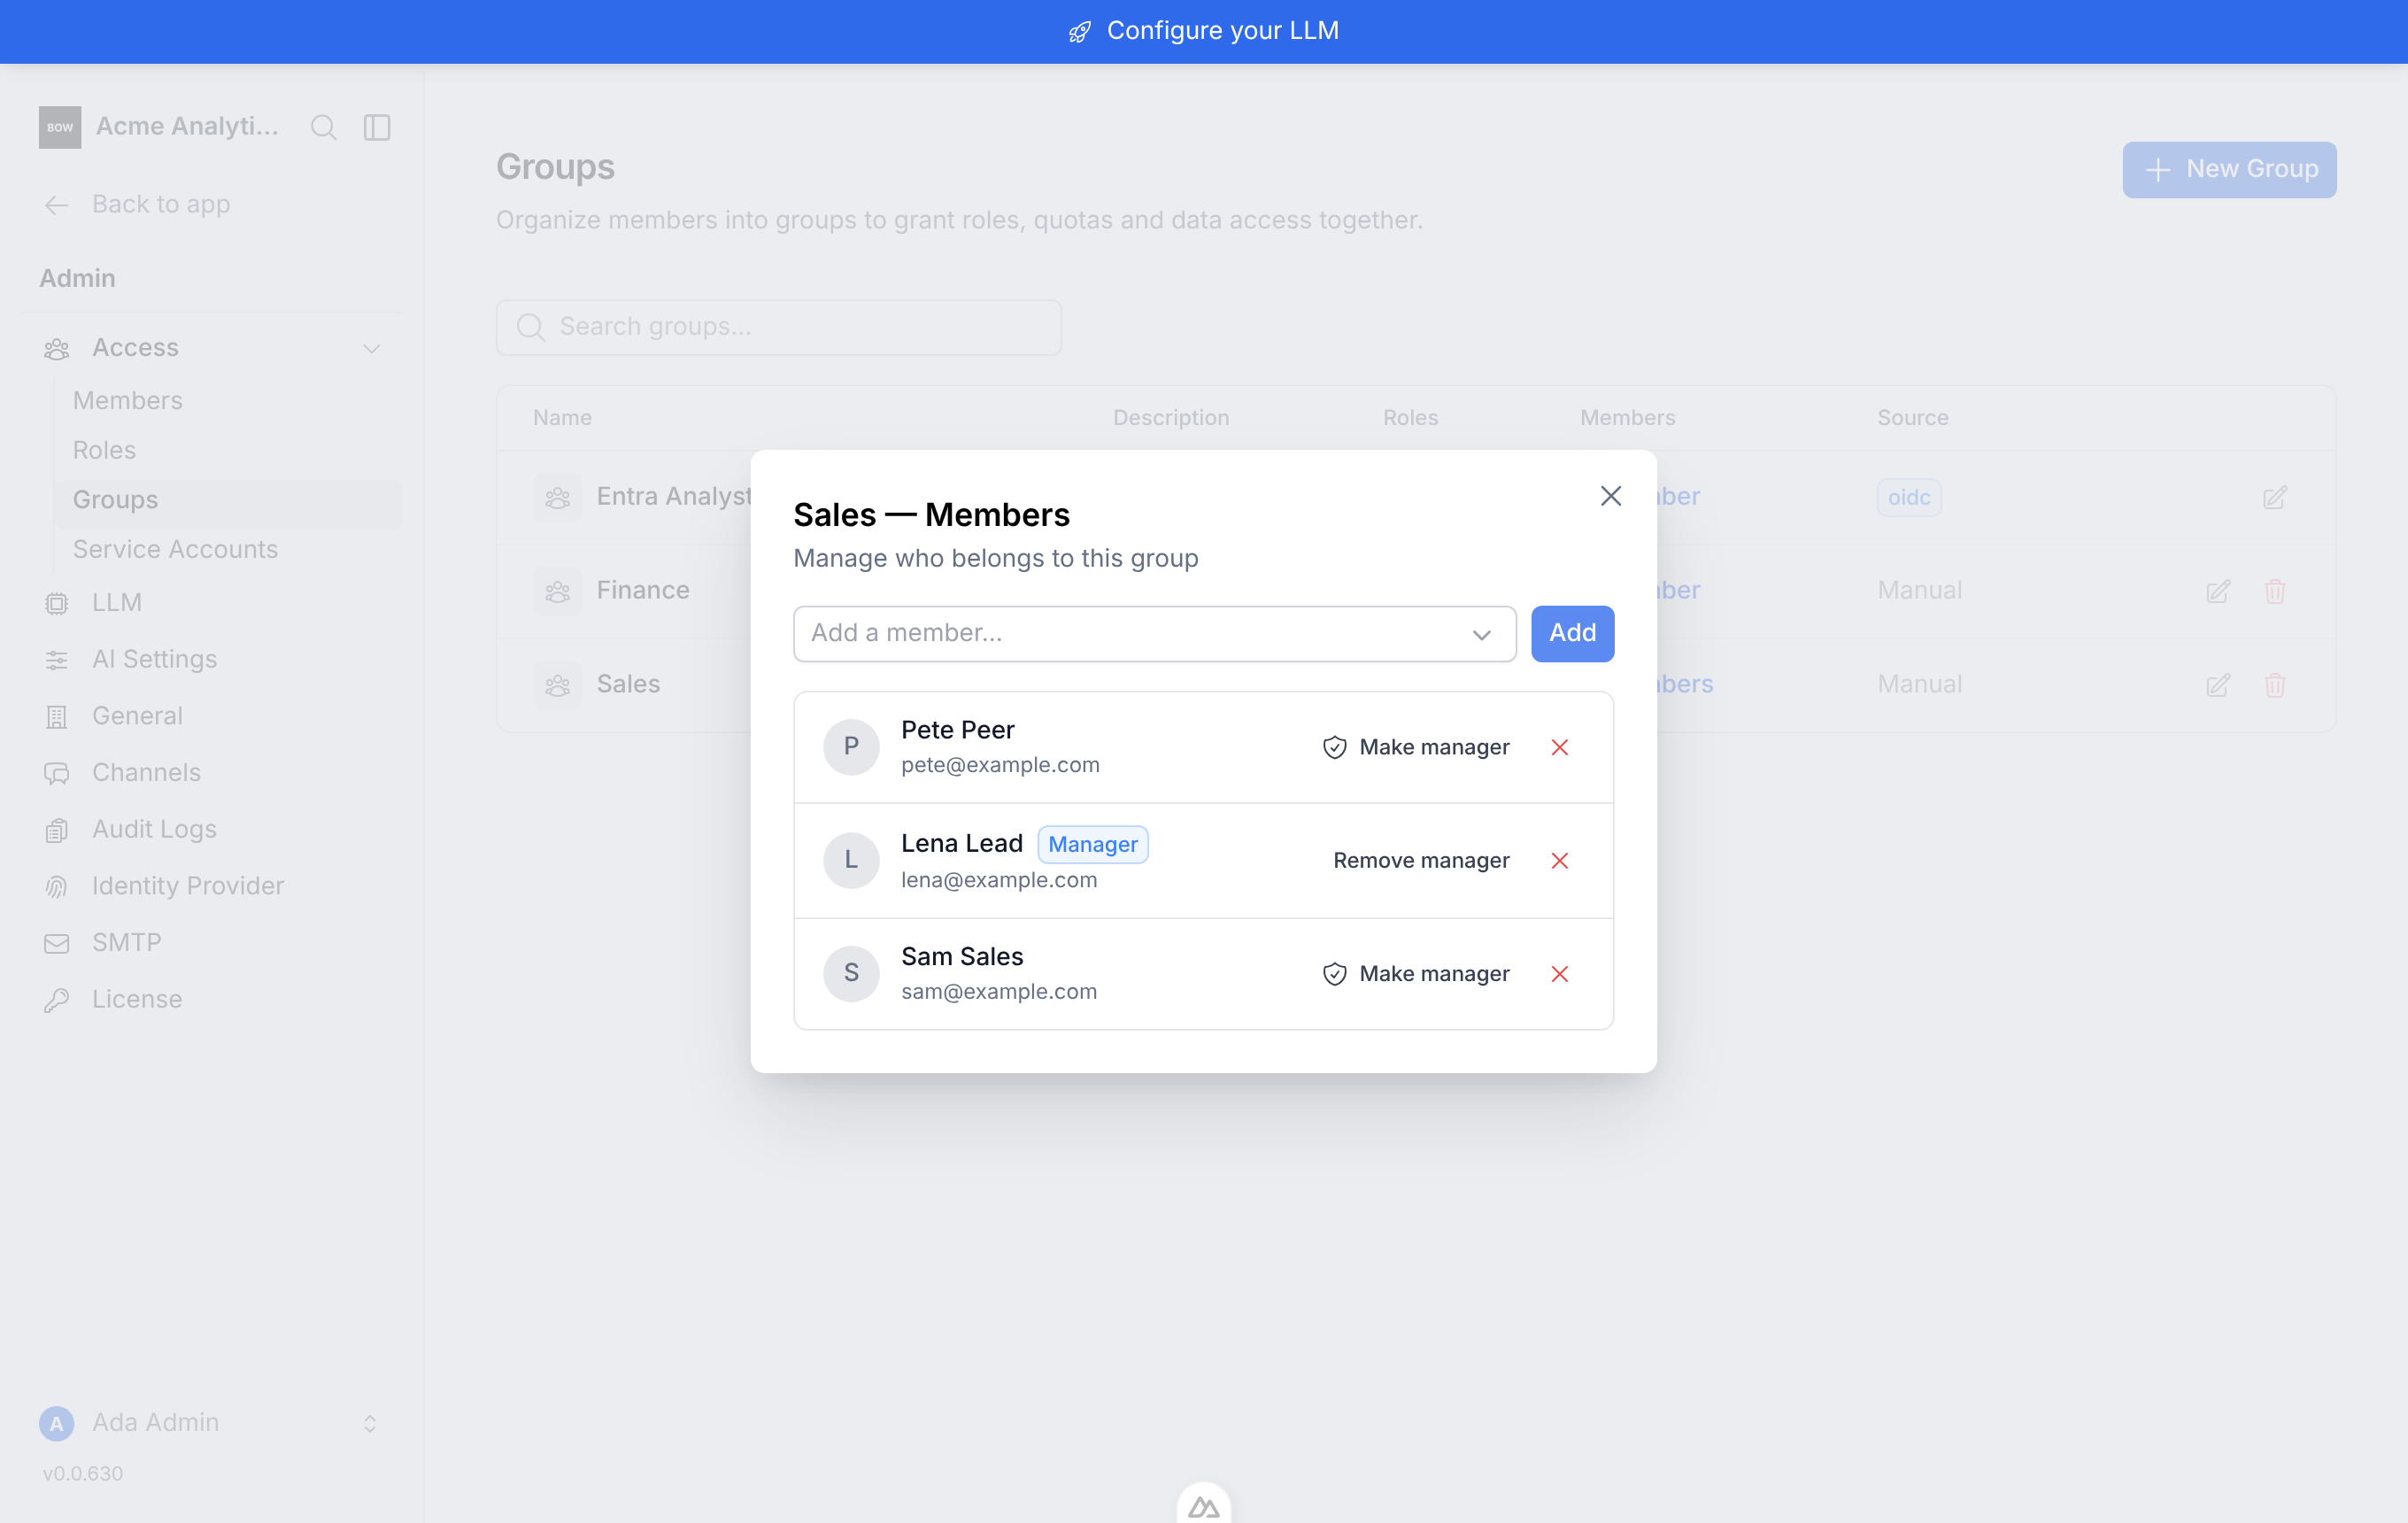 Configure your LLM
BOW
Acme Analyti...
Back to app
Admin
Access
Members
Roles
Groups
Service Accounts
LLM
AI Settings
General
Channels
Audit Logs
Identity Provider
SMTP
License
A
Ada Admin
v0.0.630
Groups
Organize members into groups to grant roles, quotas and data access together.
New Group
Search groups...
Name Description Roles Members Source
Entra Analyst
oidc
Finance
Manual
Sales
Manual
Sales — Members
Manage who belongs to this group
Add a member...
Add
P
Pete Peer
pete@example.com
Make manager
L
Lena Lead Manager
lena@example.com
Remove manager
S
Sam Sales
sam@example.com
Make manager